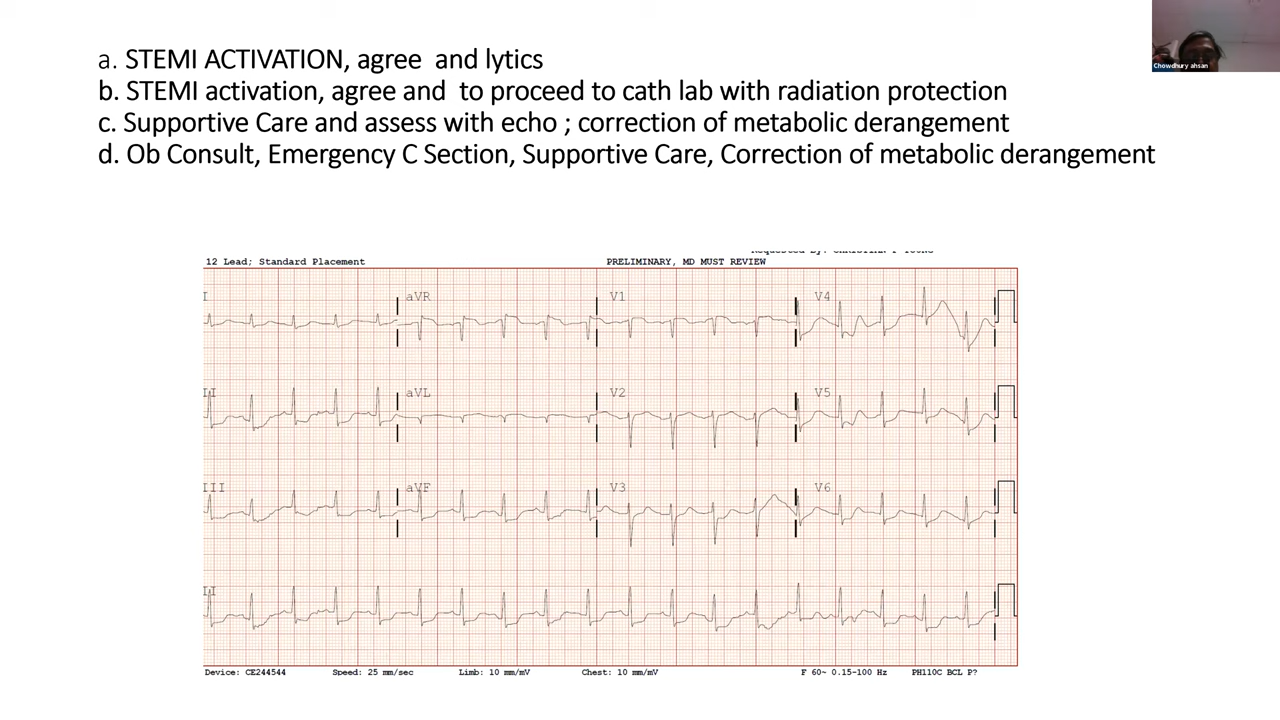 a. STEMI ACTIVATION, agree and lytics
b. STEMI activation, agree and to proceed to cath lab with radiation protection
c. Supportive Care and assess with echo ; correction of metabolic derangement
d. Ob Consult, Emergency C Section, Supportive Care, Correction of metabolic derangement
Chowdhury ahsan
12 Lead; Standard Placement PRELIMINARY, MD MUST REVIEW
I aVR V1 V4
II aVL V2 V5
III aVF V3 V6
II
Device: CE244544 Speed: 25 mm/sec Limb: 10 mm/mV Chest: 10 mm/mV F 60~ 0.15-100 Hz PH110C BCL P?